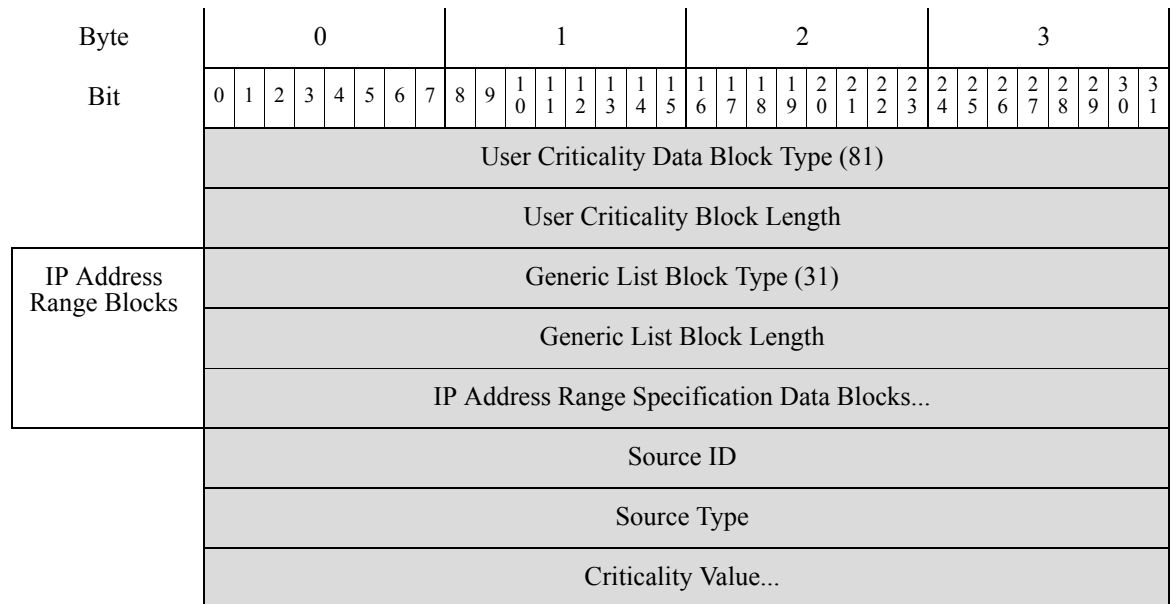 Byte 0 1 2 3
Bit 0 1 2 3 4 5 6 7 8 9 10 11 12 13 14 15 16 17 18 19 20 21 22 23 24 25 26 27 28 29 30 31
User Criticality Data Block Type (81)
User Criticality Block Length
IP Address
Range Blocks
Generic List Block Type (31)
Generic List Block Length
IP Address Range Specification Data Blocks...
Source ID
Source Type
Criticality Value...